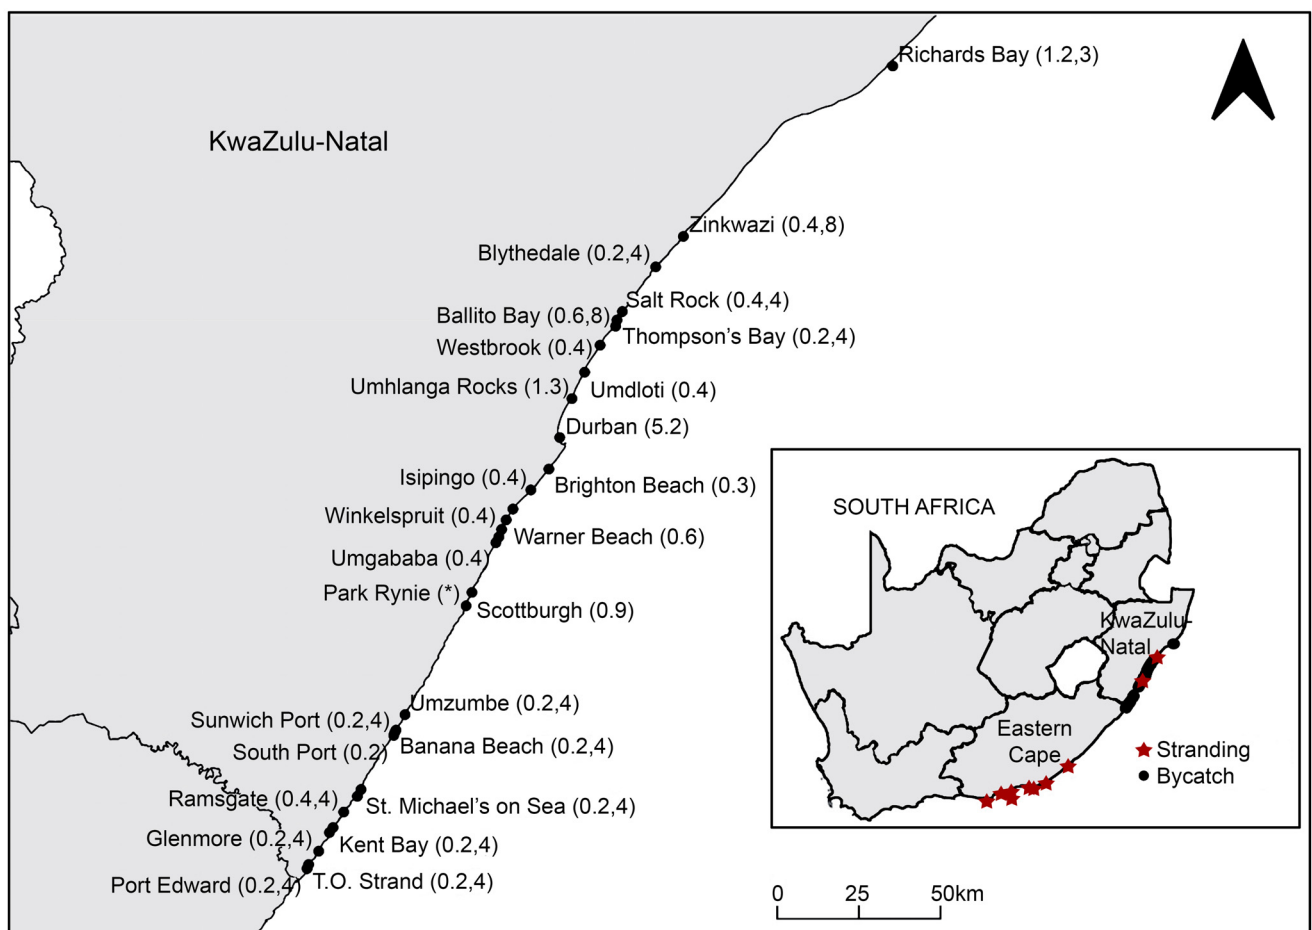 Richards Bay (1.2,3)
KwaZulu-Natal
Zinkwazi (0.4,8)
Blythedale (0.2,4)
Salt Rock (0.4,4)
Ballito Bay (0.6,8)
Thompson's Bay (0.2,4)
Westbrook (0.4)
Umhlanga Rocks (1.3)
Umdloti (0.4)
Durban (5.2)
Isipingo (0.4)
Brighton Beach (0.3)
Winkelspruit (0.4)
Warner Beach (0.6)
Umgababa (0.4)
Park Rynie (*)
Scottburgh (0.9)
Umzumbe (0.2,4)
Sunwich Port (0.2,4)
Banana Beach (0.2,4)
South Port (0.2)
Ramsgate (0.4,4)
St. Michael's on Sea (0.2,4)
Glenmore (0.2,4)
Kent Bay (0.2,4)
Port Edward (0.2,4)
T.O. Strand (0.2,4)
SOUTH AFRICA
KwaZulu-
Natal
Eastern
Cape
Stranding
Bycatch
0 25 50km